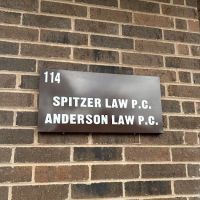 114
SPITZER LAW P.C.
ANDERSON LAW P.C.